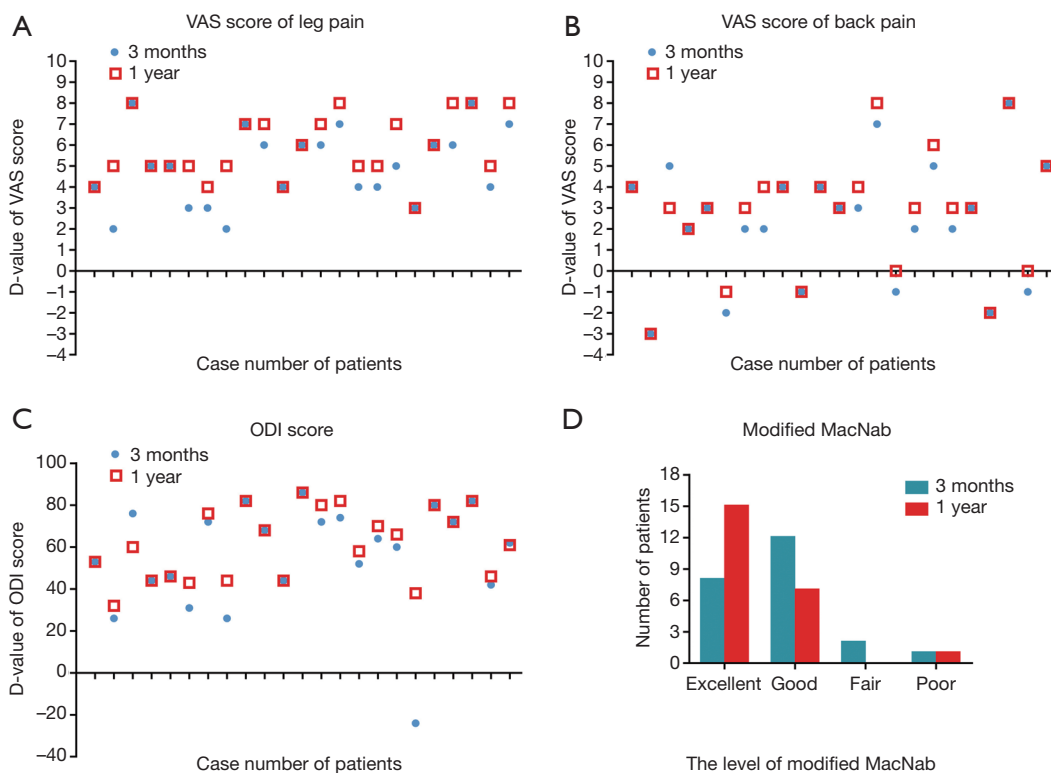 A
VAS score of leg pain
3 months
1 year
D-value of VAS score
10
9
8
7
6
5
4
3
2
1
0
–1
–2
–3
–4
Case number of patients
B
VAS score of back pain
3 months
1 year
D-value of VAS score
10
9
8
7
6
5
4
3
2
1
0
–1
–2
–3
–4
Case number of patients
C
ODI score
3 months
1 year
D-value of ODI score
100
80
60
40
20
0
–20
–40
Case number of patients
D
Modified MacNab
3 months
1 year
Number of patients
18
15
12
9
6
3
0
Excellent Good Fair Poor
The level of modified MacNab